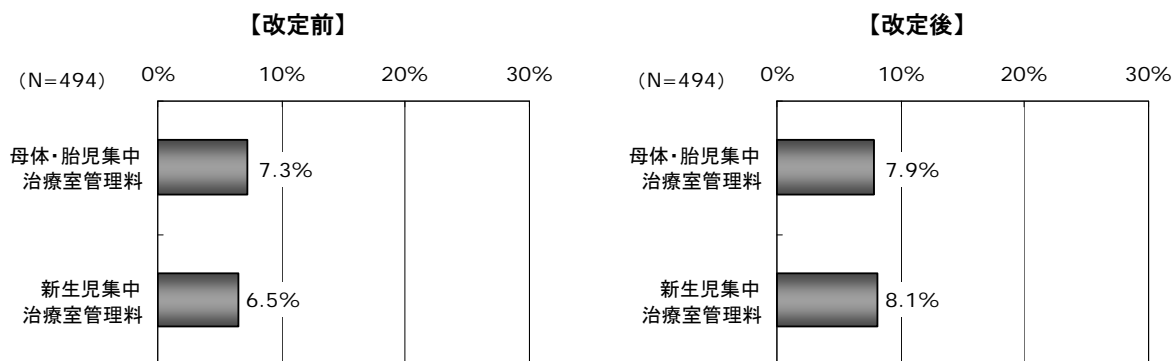 【改定前】
(N=494) 0% 10% 20% 30%
母体・胎児集中
治療室管理料
7.3%
新生児集中
治療室管理料
6.5%
【改定後】
(N=494) 0% 10% 20% 30%
母体・胎児集中
治療室管理料
7.9%
新生児集中
治療室管理料
8.1%